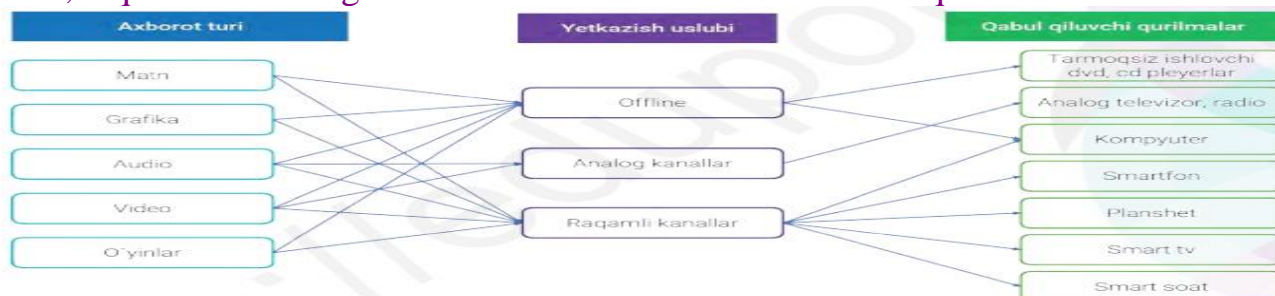 Axborot turi
Yetkazish uslubi
Qabul qiluvchi qurilmalar
Matn
Grafika
Audio
Video
O`yinlar
Offline
Analog kanallar
Raqamli kanallar
Tarmoqsiz ishlovchi
dvd, cd pleyerlar
Analog televizor, radio
Kompyuter
Smartfon
Planshet
Smart tv
Smart soat